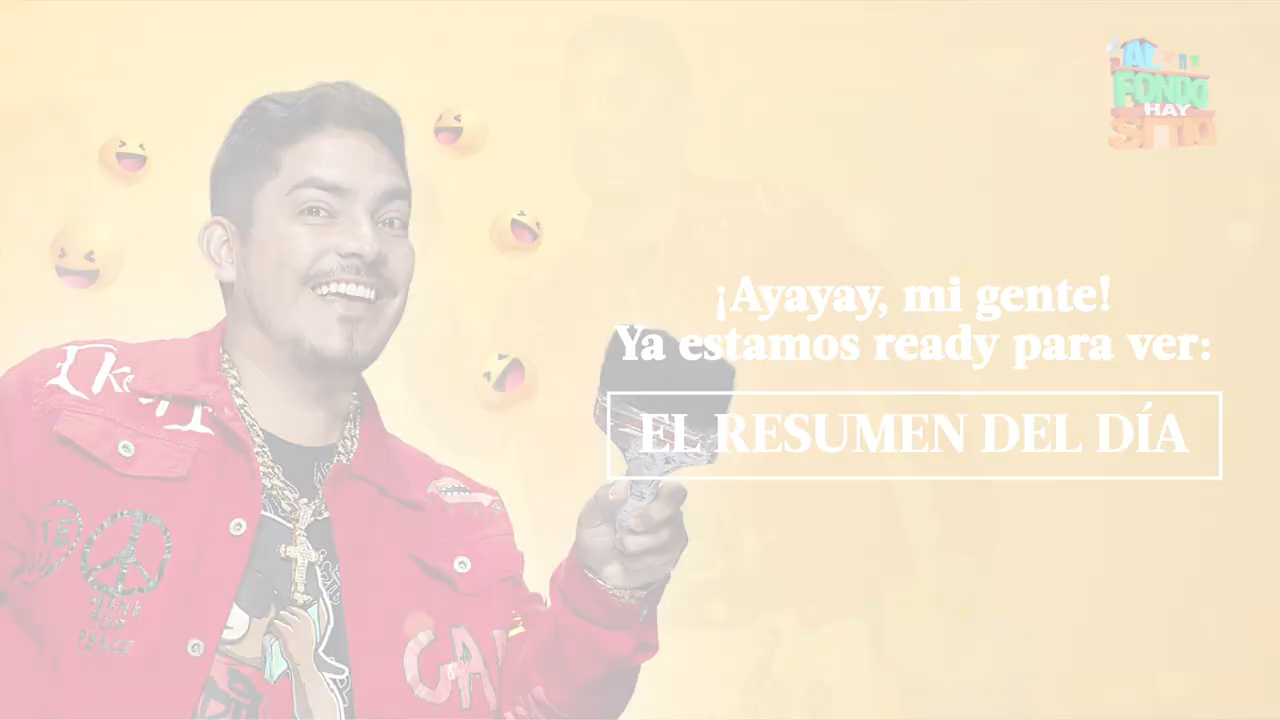 AL
FONDO
HAY
SITIO
¡Ayayay, mi gente!
Ya estamos ready para ver:
EL RESUMEN DEL DÍA